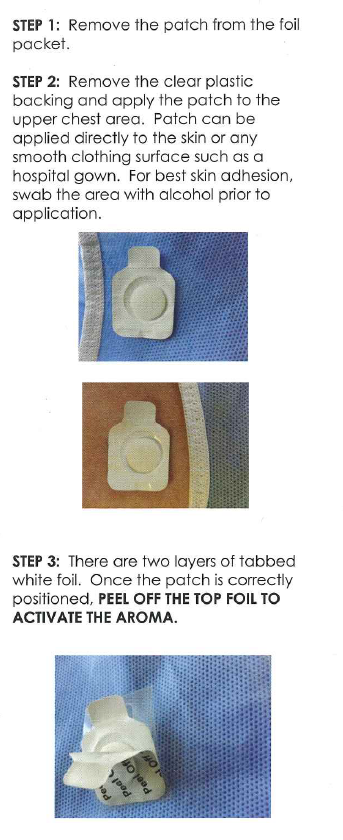 STEP 1: Remove the patch from the foil
packet.
STEP 2: Remove the clear plastic
backing and apply the patch to the
upper chest area. Patch can be
applied directly to the skin or any
smooth clothing surface such as a
hospital gown. For best skin adhesion,
swab the area with alcohol prior to
application.
STEP 3: There are two layers of tabbed
white foil. Once the patch is correctly
positioned, PEEL OFF THE TOP FOIL TO
ACTIVATE THE AROMA.
Peel Off
Peel Off